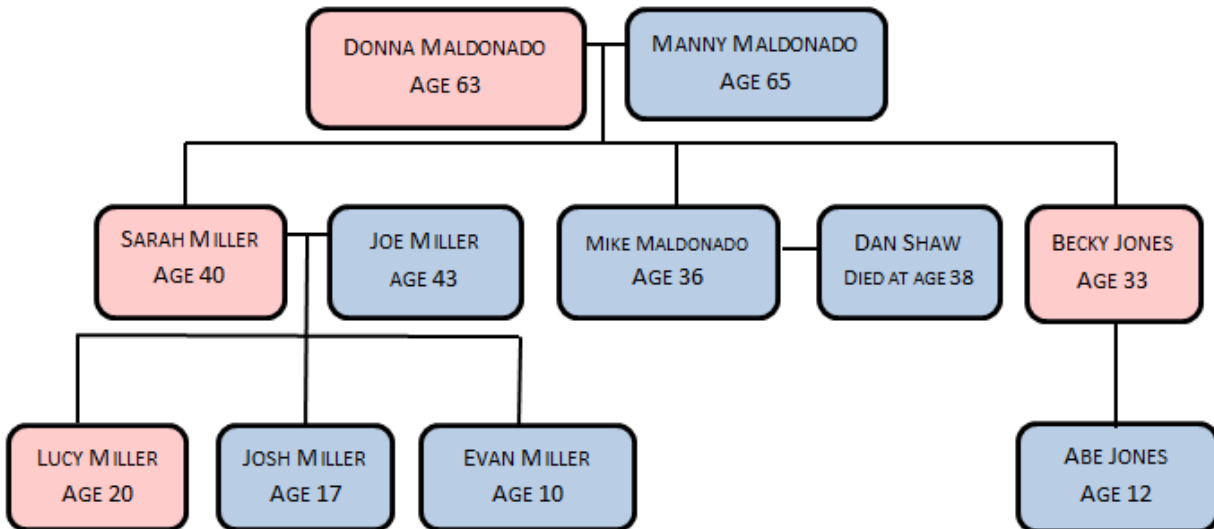 DONNA MALDONADO
AGE 63
MANNY MALDONADO
AGE 65
SARAH MILLER
AGE 40
JOE MILLER
AGE 43
MIKE MALDONADO
AGE 36
DAN SHAW
DIED AT AGE 38
BECKY JONES
AGE 33
LUCY MILLER
AGE 20
JOSH MILLER
AGE 17
EVAN MILLER
AGE 10
ABE JONES
AGE 12